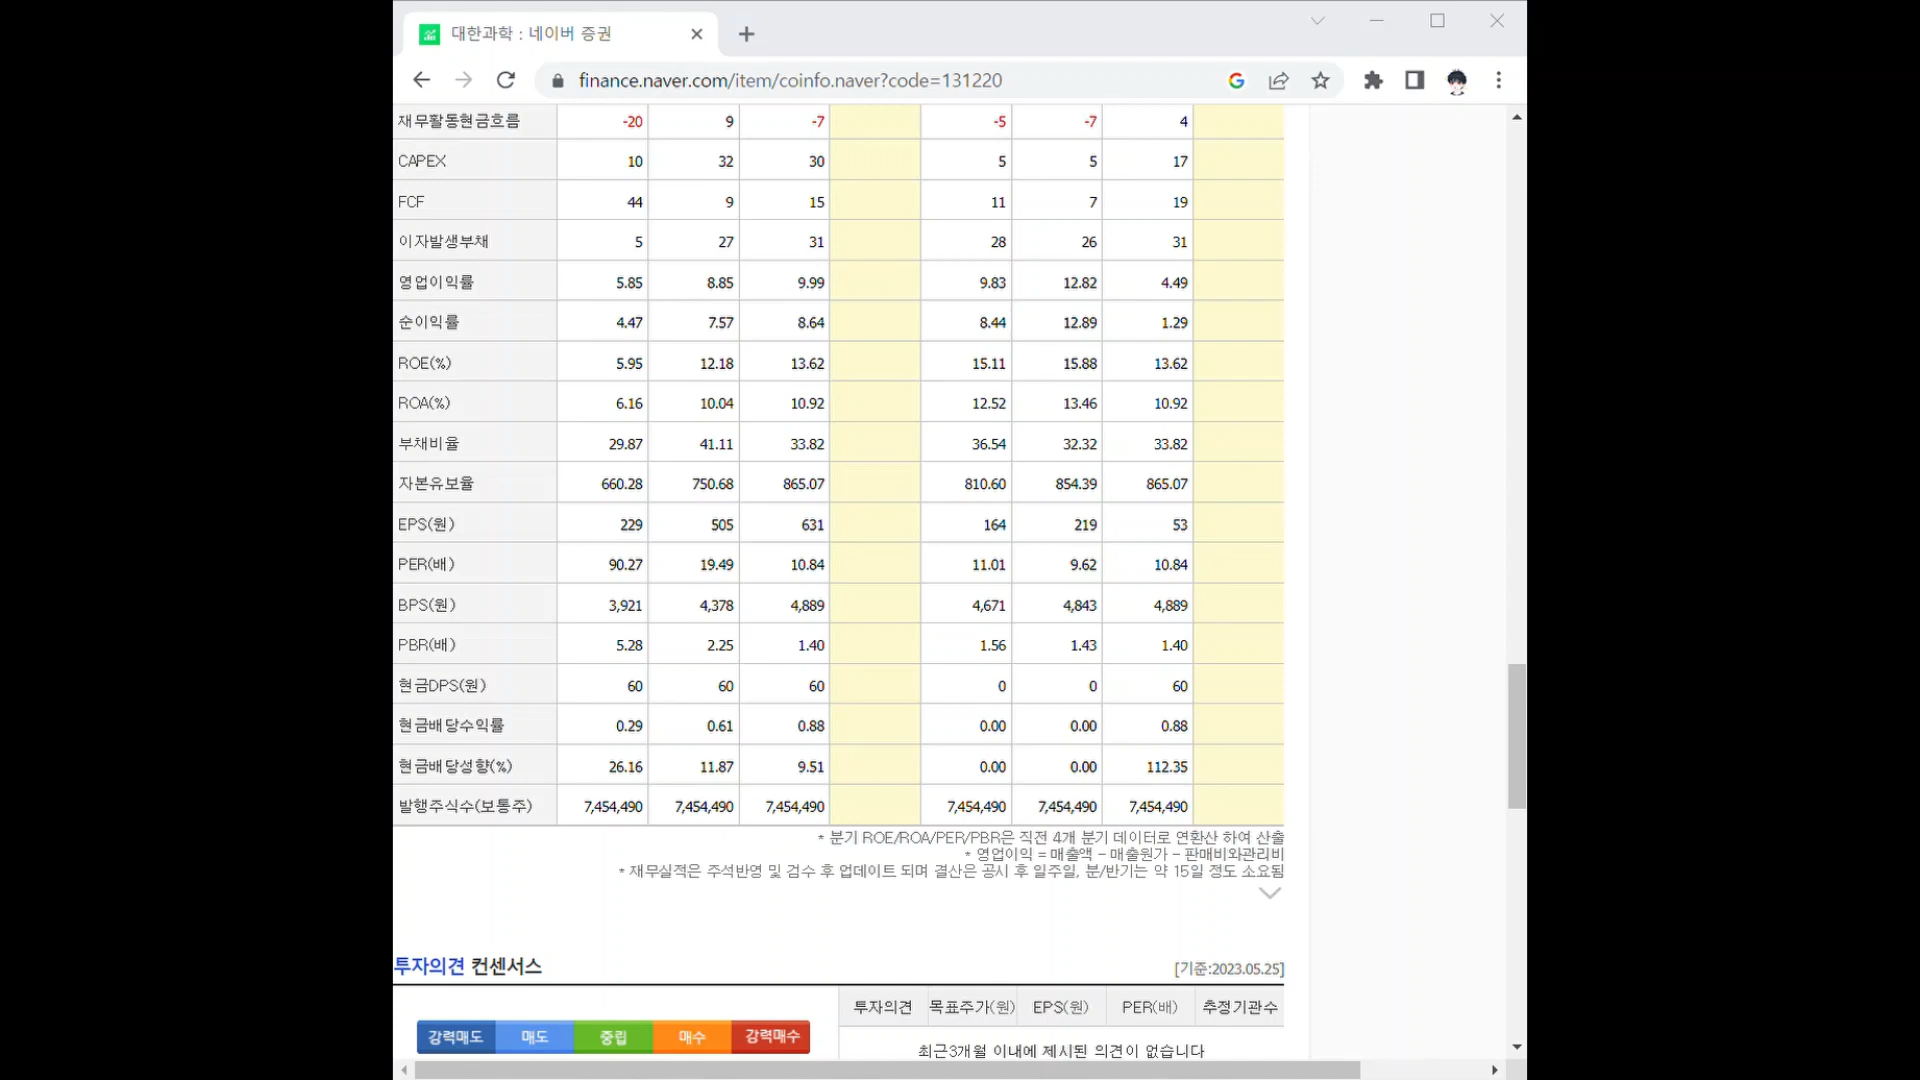 대한과학 : 네이버 증권
finance.naver.com/item/coinfo.naver?code=131220
재무활동현금흐름 -20 9 -7 -5 -7 4
CAPEX 10 32 30 5 5 17
FCF 44 9 15 11 7 19
이자발생부채 5 27 31 28 26 31
영업이익률 5.85 8.85 9.99 9.83 12.82 4.49
순이익률 4.47 7.57 8.64 8.44 12.89 1.29
ROE(%) 5.95 12.18 13.62 15.11 15.88 13.62
ROA(%) 6.16 10.04 10.92 12.52 13.46 10.92
부채비율 29.87 41.11 33.82 36.54 32.32 33.82
자본유보율 660.28 750.68 865.07 810.60 854.39 865.07
EPS(원) 229 505 631 164 219 53
PER(배) 90.27 19.49 10.84 11.01 9.62 10.84
BPS(원) 3,921 4,378 4,889 4,671 4,843 4,889
PBR(배) 5.28 2.25 1.40 1.56 1.43 1.40
현금DPS(원) 60 60 60 0 0 60
현금배당수익률 0.29 0.61 0.88 0.00 0.00 0.88
현금배당성향(%) 26.16 11.87 9.51 0.00 0.00 112.35
발행주식수(보통주) 7,454,490 7,454,490 7,454,490 7,454,490 7,454,490 7,454,490
* 분기 ROE/ROA/PER/PBR은 직전 4개 분기 데이터로 연환산 하여 산출
* 영업이익 = 매출액 - 매출원가 - 판매비와관리비
* 재무실적은 주석반영 및 검수 후 업데이트 되며 결산은 공시 후 일주일, 분/반기는 약 15일 정도 소요됨
투자의견 컨센서스 [기준:2023.05.25]
투자의견 목표주가(원) EPS(원) PER(배) 추정기관수
강력매도 매도 중립 매수 강력매수
최근3개월 이내에 제시된 의견이 없습니다